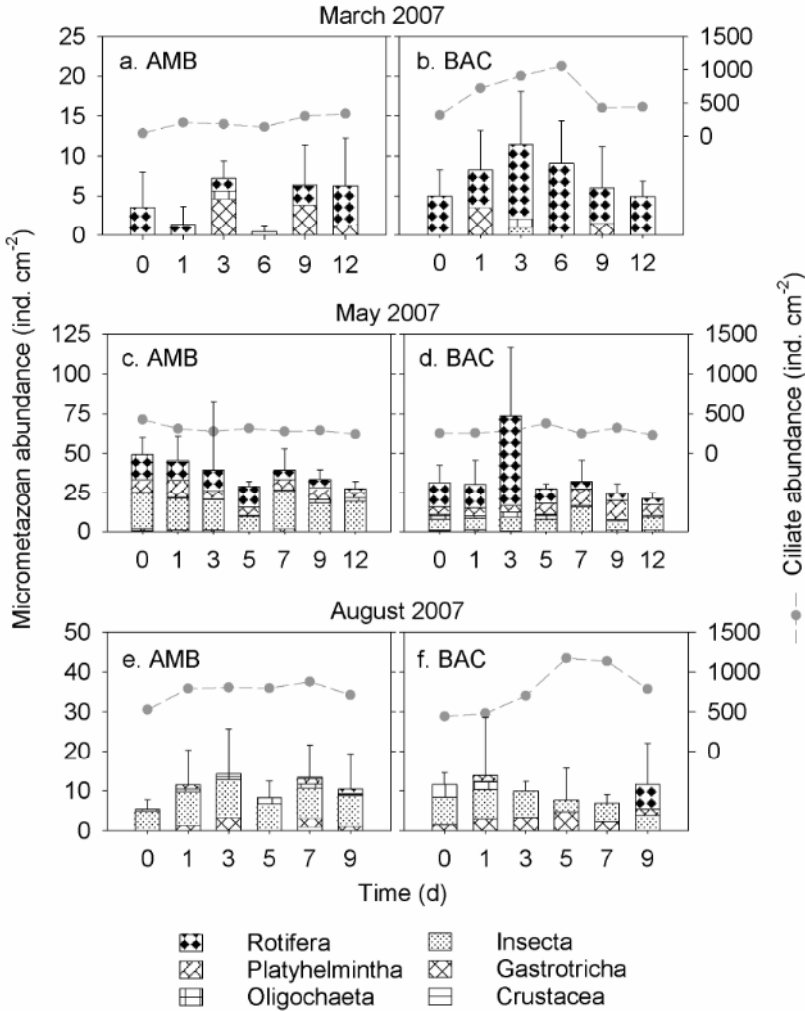 March 2007
25
20
15
10
5
0
a. AMB
b. BAC
1500
1000
500
0
0 1 3 6 9 12
0 1 3 6 9 12
May 2007
125
100
75
50
25
0
c. AMB
d. BAC
1500
1000
500
0
0 1 3 5 7 9 12
0 1 3 5 7 9 12
August 2007
50
40
30
20
10
0
e. AMB
f. BAC
1500
1000
500
0
0 1 3 5 7 9
0 1 3 5 7 9
Time (d)
Micrometazoan abundance (ind. cm⁻²)
Ciliate abundance (ind. cm⁻²)
Rotifera
Platyhelmintha
Oligochaeta
Insecta
Gastrotricha
Crustacea